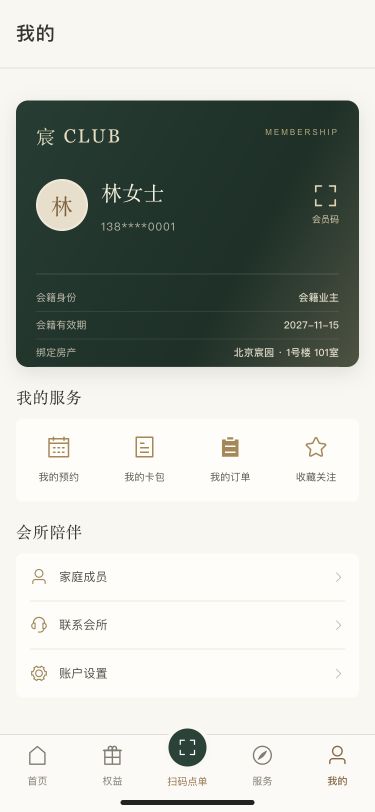 我的
宸 CLUB
MEMBERSHIP
林
林女士
138****0001
会员码
会籍身份 会籍业主
会籍有效期 2027-11-15
绑定房产 北京宸园 · 1号楼 101室
我的服务
我的预约 我的卡包 我的订单 收藏关注
会所陪伴
家庭成员
联系会所
账户设置
首页 权益 扫码点单 服务 我的